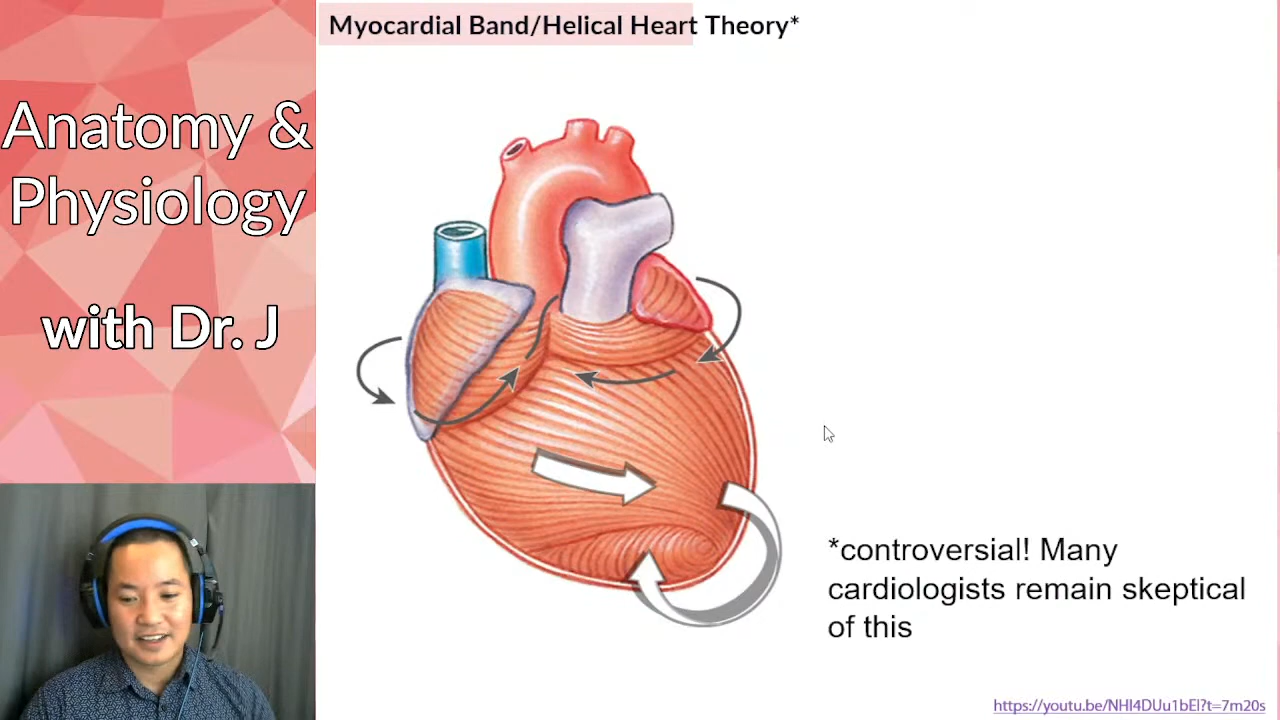 Anatomy &
Physiology
with Dr. J
Myocardial Band/Helical Heart Theory*
*controversial! Many
cardiologists remain skeptical
of this
https://youtu.be/NHl4DUu1bEI?t=7m20s